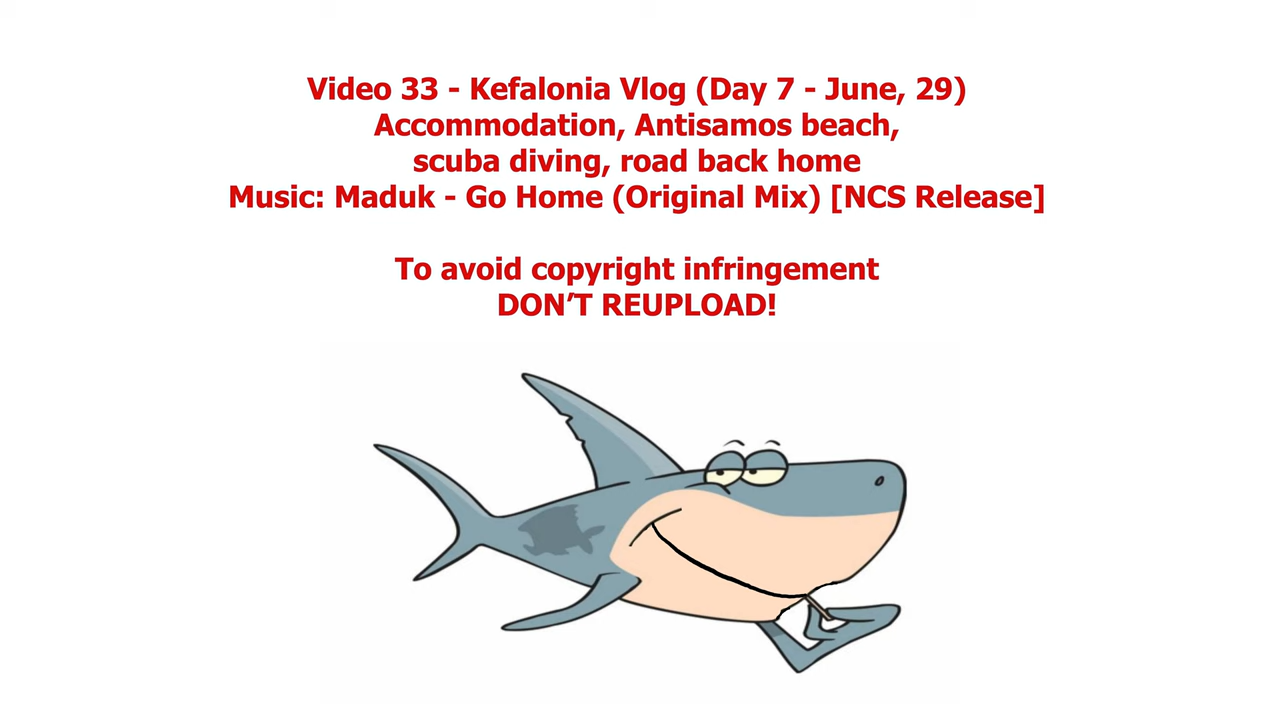 Video 33 - Kefalonia Vlog (Day 7 - June, 29)
Accommodation, Antisamos beach,
scuba diving, road back home
Music: Maduk - Go Home (Original Mix) [NCS Release]
To avoid copyright infringement
DON’T REUPLOAD!